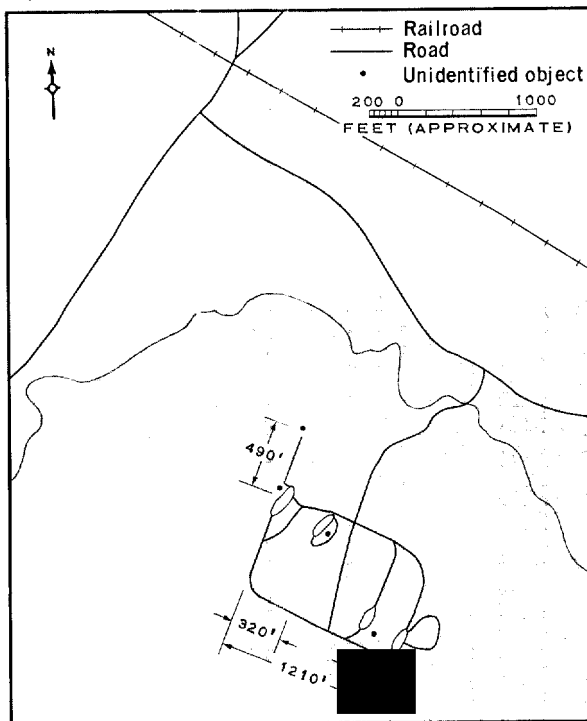 Railroad
Road
Unidentified object
N
200 0 1000
FEET (APPROXIMATE)
490'
320'
1210'